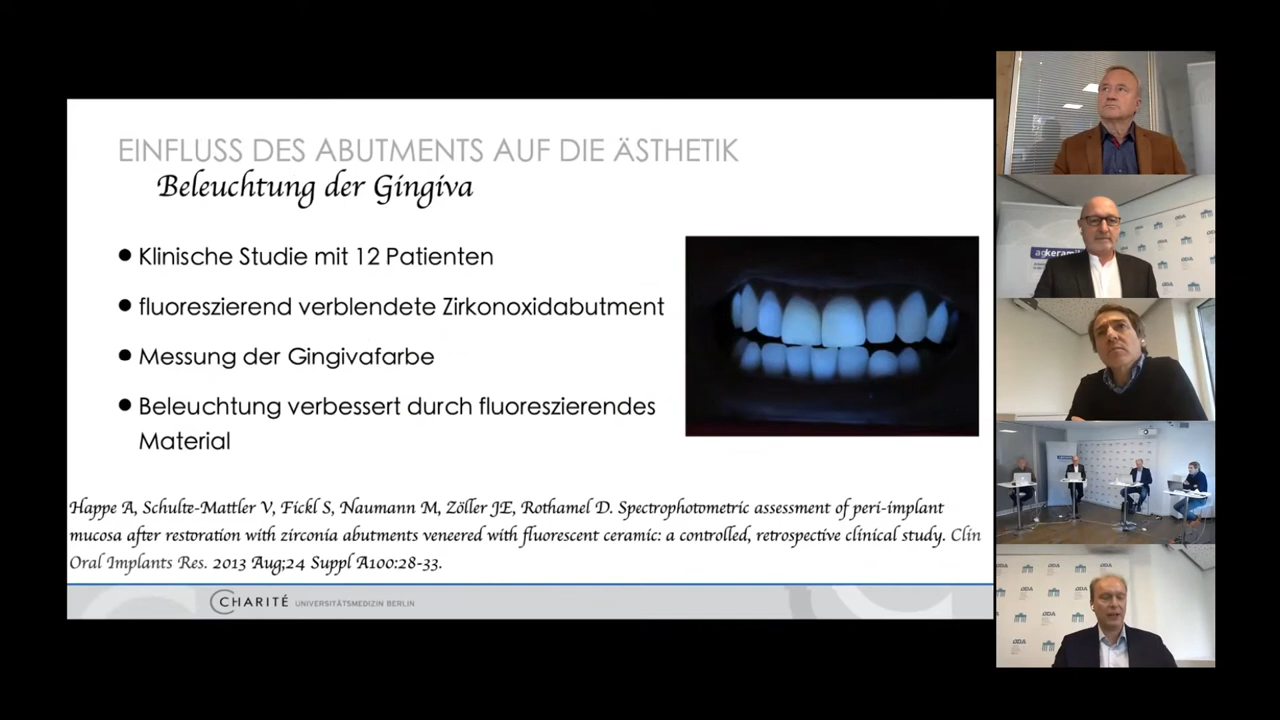 EINFLUSS DES ABUTMENTS AUF DIE ÄSTHETIK
Beleuchtung der Gingiva
Klinische Studie mit 12 Patienten
fluoreszierend verblendete Zirkonoxidabutment
Messung der Gingivafarbe
Beleuchtung verbessert durch fluoreszierendes
Material
Happe A, Schulte-Mattler V, Fickl S, Naumann M, Zöller JE, Rothamel D. Spectrophotometric assessment of peri-implant
mucosa after restoration with zirconia abutments veneered with fluorescent ceramic: a controlled, retrospective clinical study. Clin
Oral Implants Res. 2013 Aug;24 Suppl A100:28-33.
CHARITÉ UNIVERSITÄTSMEDIZIN BERLIN
agkerami